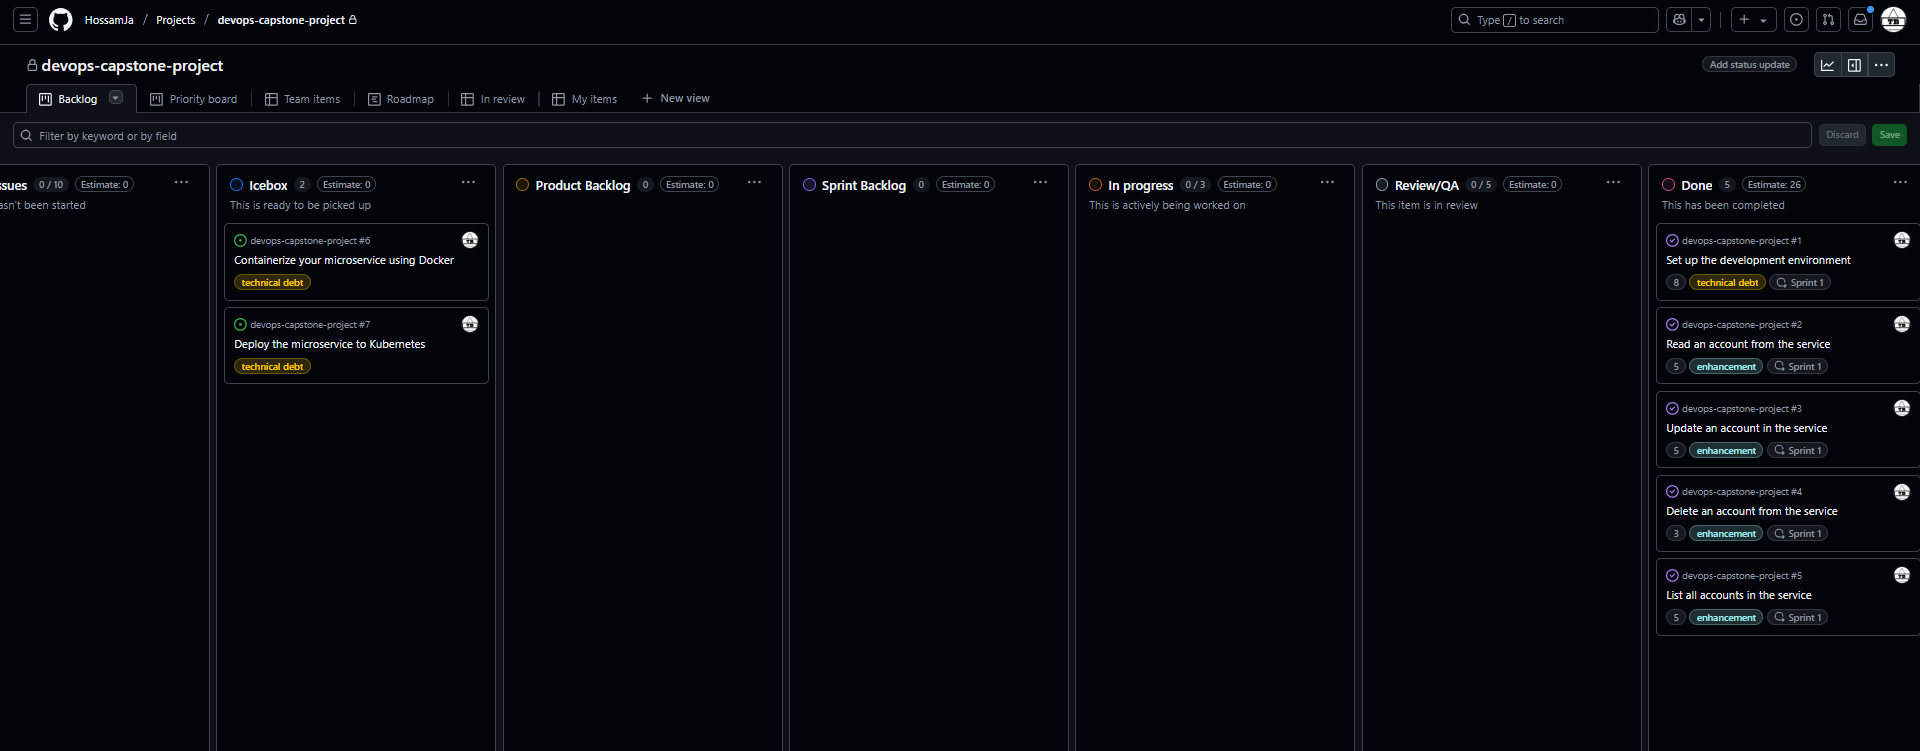 HossamJa / Projects / devops-capstone-project
Type / to search
devops-capstone-project
Add status update
Backlog
Priority board
Team items
Roadmap
In review
My items
New view
Filter by keyword or by field
Discard
Save
ssues 0 / 10 Estimate: 0
asn't been started
Icebox 2 Estimate: 0
This is ready to be picked up
devops-capstone-project #6
Containerize your microservice using Docker
technical debt
devops-capstone-project #7
Deploy the microservice to Kubernetes
technical debt
Product Backlog 0 Estimate: 0
Sprint Backlog 0 Estimate: 0
In progress 0 / 3 Estimate: 0
This is actively being worked on
Review/QA 0 / 5 Estimate: 0
This item is in review
Done 5 Estimate: 26
This has been completed
devops-capstone-project #1
Set up the development environment
8 technical debt Sprint 1
devops-capstone-project #2
Read an account from the service
5 enhancement Sprint 1
devops-capstone-project #3
Update an account in the service
5 enhancement Sprint 1
devops-capstone-project #4
Delete an account from the service
3 enhancement Sprint 1
devops-capstone-project #5
List all accounts in the service
5 enhancement Sprint 1